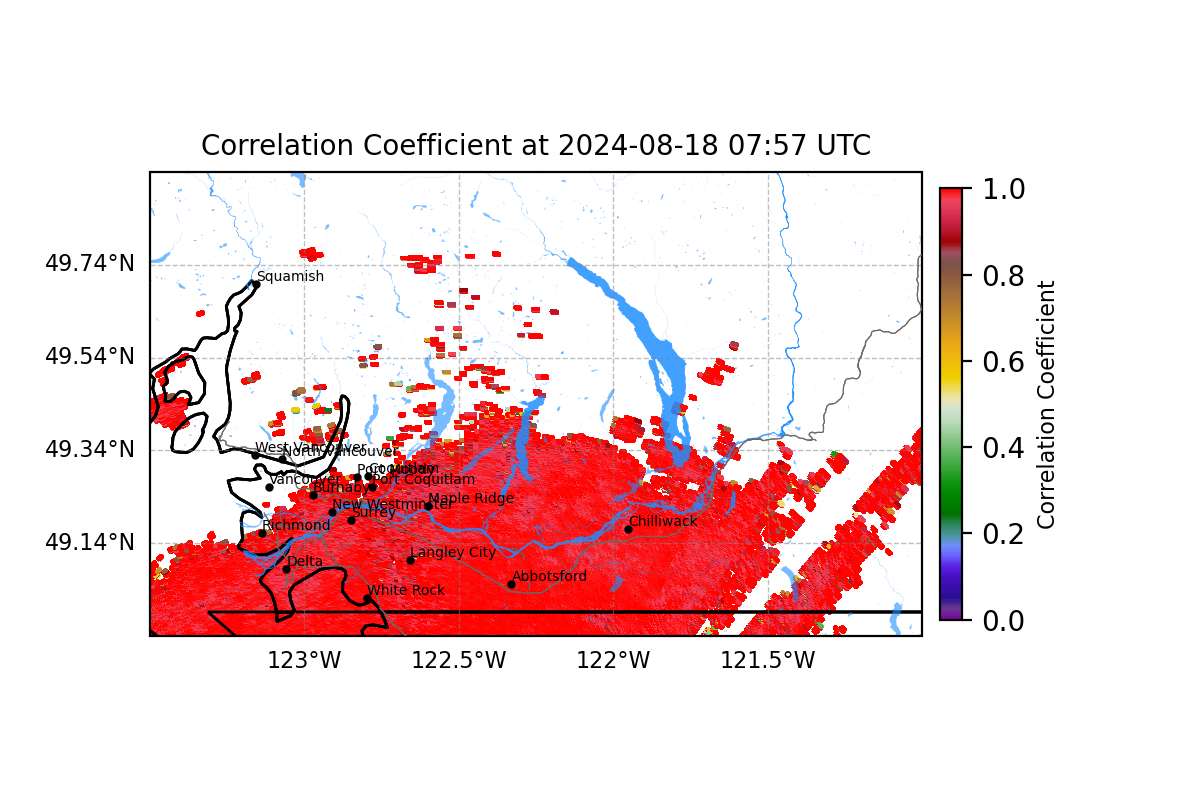 Correlation Coefficient at 2024-08-18 07:57 UTC
1.0
49.74°N
Squamish
0.8
49.54°N
0.6
Correlation Coefficient
49.34°N
West Vancouver
North Vancouver
0.4
Port Moody
Coquitlam
Vancouver
Burnaby
Port Coquitlam
Maple Ridge
New Westminster
Surrey
Richmond
Chilliwack
0.2
49.14°N
Langley City
Delta
Abbotsford
White Rock
0.0
123°W
122.5°W
122°W
121.5°W